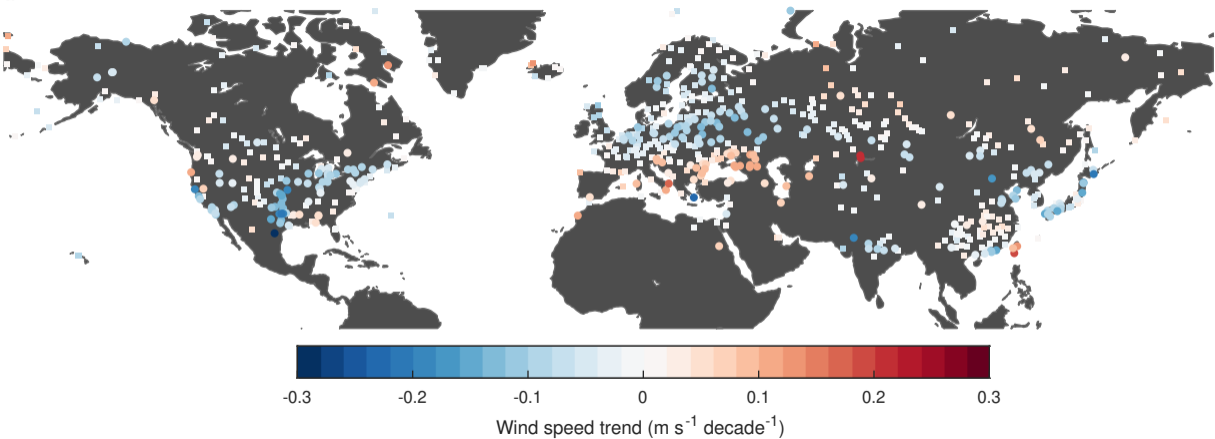 -0.3 -0.2 -0.1 0 0.1 0.2 0.3
Wind speed trend (m s⁻¹ decade⁻¹)